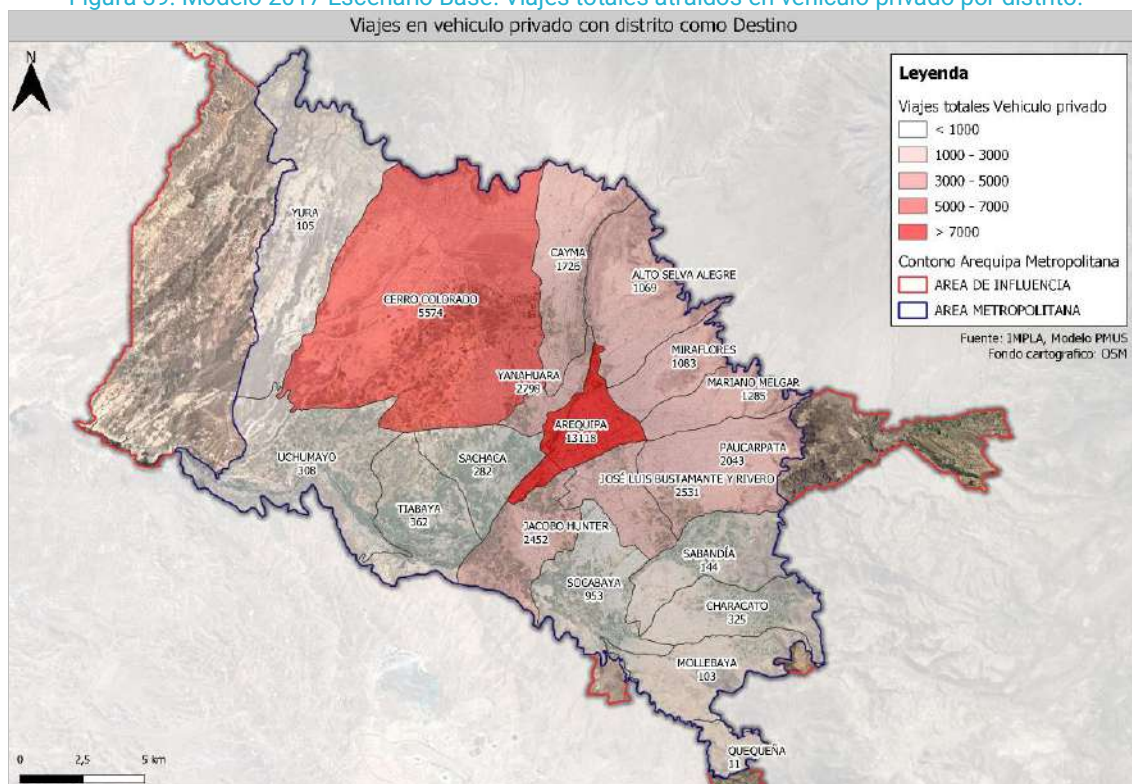 Figura 39. Modelo 2017 Escenario Base. Viajes totales atraídos en vehículo privado por distrito.
Viajes en vehiculo privado con distrito como Destino
N
Leyenda
Viajes totales Vehiculo privado
< 1000
1000 - 3000
3000 - 5000
5000 - 7000
> 7000
Contono Arequipa Metropolitana
AREA DE INFLUENCIA
AREA METROPOLITANA
Fuente: IMPLA, Modelo PMUS
Fondo cartografico: OSM
YURA
105
CAYMA
1726
ALTO SELVA ALEGRE
1069
CERRO COLORADO
5574
MIRAFLORES
1083
YANAHUARA
2798
MARIANO MELGAR
1285
AREQUIPA
13118
PAUCARPATA
2043
UCHUMAYO
308
SACHACA
282
JOSÉ LUIS BUSTAMANTE Y RIVERO
2531
TIABAYA
362
JACOBO HUNTER
2452
SABANDÍA
144
SOCABAYA
953
CHARACATO
325
MOLLEBAYA
103
QUEQUEÑA
11
0 2,5 5 km